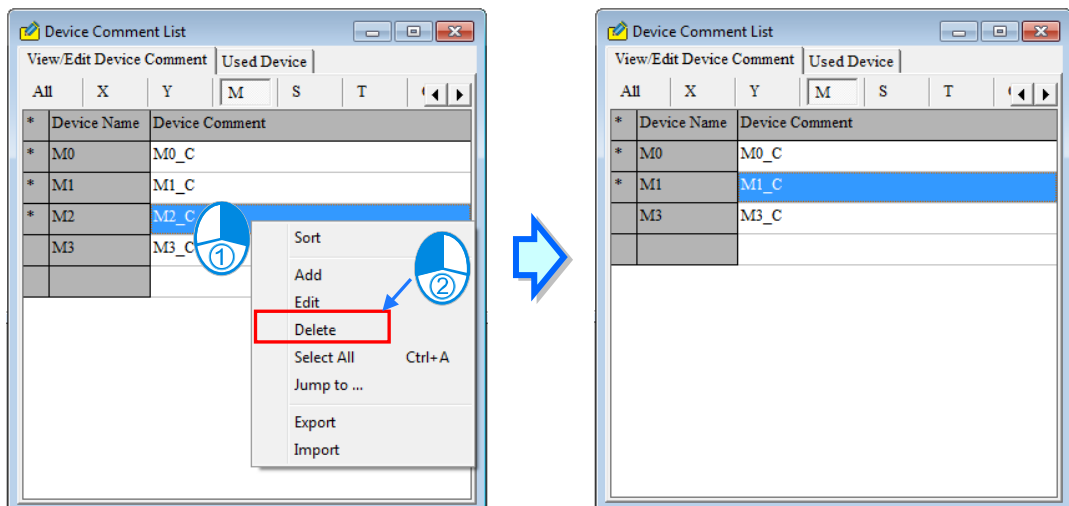 Device Comment List
View/Edit Device Comment Used Device
All X Y M S T
* Device Name Device Comment
* M0 M0_C
* M1 M1_C
* M2 M2_C
M3 M3_C
①
Sort
Add
②
Edit
Delete
Select All Ctrl+A
Jump to ...
Export
Import
Device Comment List
View/Edit Device Comment Used Device
All X Y M S T
* Device Name Device Comment
* M0 M0_C
* M1 M1_C
M3 M3_C